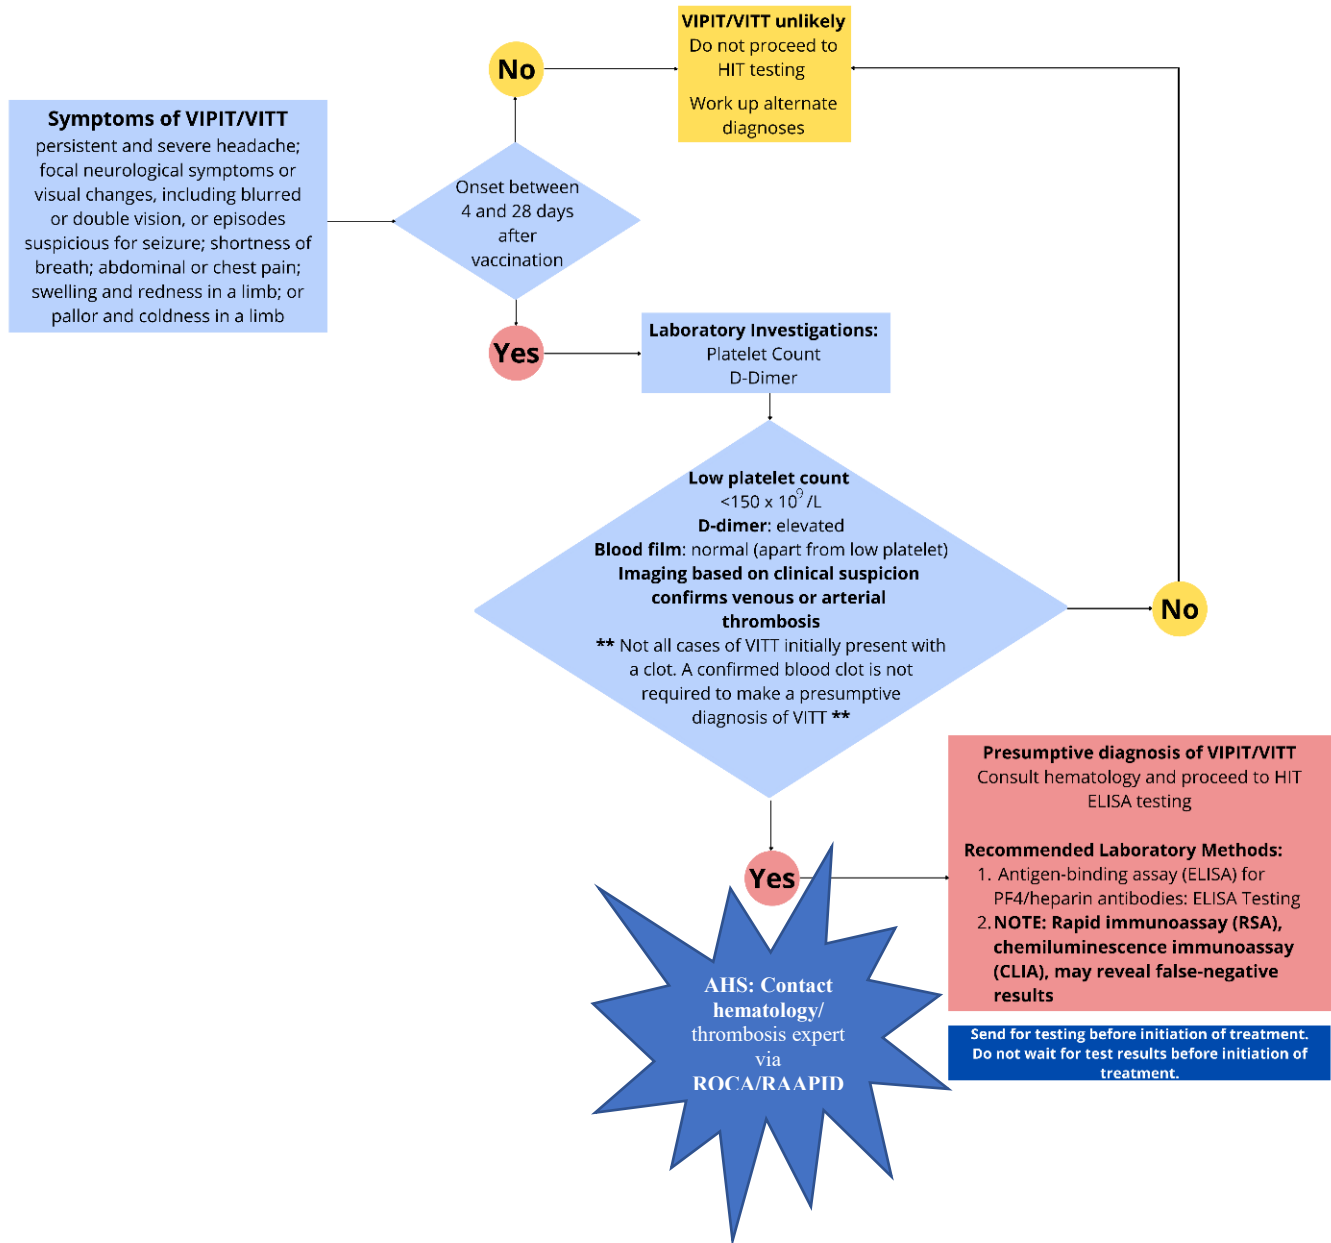 VIPIT/VITT unlikely
Do not proceed to
HIT testing
Work up alternate
diagnoses
No
Symptoms of VIPIT/VITT
persistent and severe headache;
focal neurological symptoms or
visual changes, including blurred
or double vision, or episodes
suspicious for seizure; shortness of
breath; abdominal or chest pain;
swelling and redness in a limb; or
pallor and coldness in a limb
Onset between
4 and 28 days
after
vaccination
Yes
Laboratory Investigations:
Platelet Count
D-Dimer
Low platelet count
<150 x 10⁹/L
D-dimer: elevated
Blood film: normal (apart from low platelet)
Imaging based on clinical suspicion
confirms venous or arterial
thrombosis
** Not all cases of VITT initially present with
a clot. A confirmed blood clot is not
required to make a presumptive
diagnosis of VITT **
No
Yes
Presumptive diagnosis of VIPIT/VITT
Consult hematology and proceed to HIT
ELISA testing
Recommended Laboratory Methods:
1. Antigen-binding assay (ELISA) for
PF4/heparin antibodies: ELISA Testing
2. NOTE: Rapid immunoassay (RSA),
chemiluminescence immunoassay
(CLIA), may reveal false-negative
results
Send for testing before initiation of treatment.
Do not wait for test results before initiation of
treatment.
AHS: Contact
hematology/
thrombosis expert
via
ROCA/RAAPID